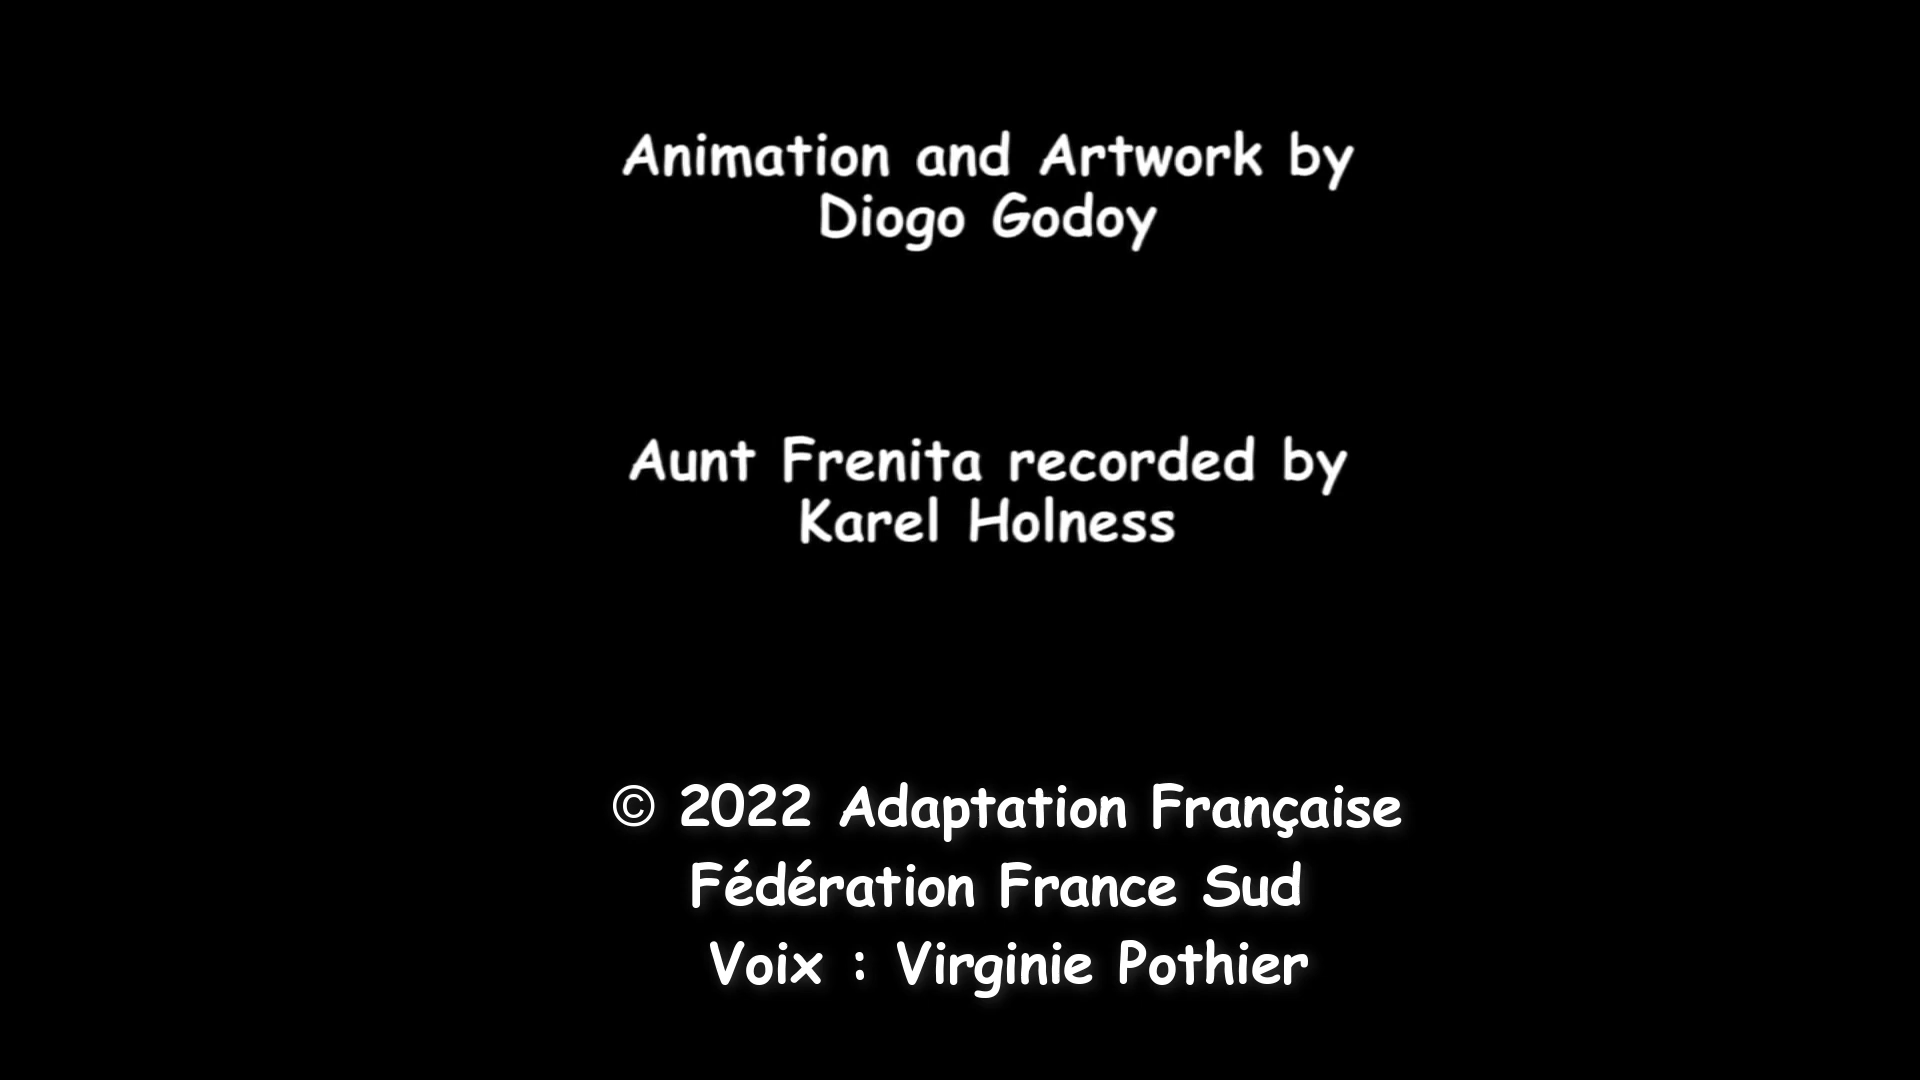 Animation and Artwork by
Diogo Godoy
Aunt Frenita recorded by
Karel Holness
© 2022 Adaptation Française
Fédération France Sud
Voix : Virginie Pothier